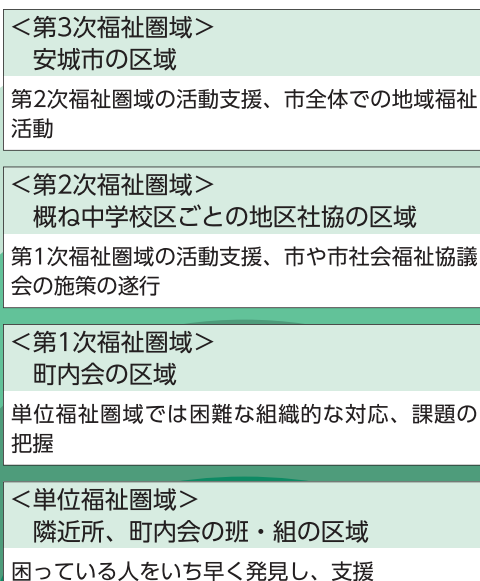 ＜第3次福祉圏域＞
安城市の区域
第2次福祉圏域の活動支援、市全体での地域福祉
活動
＜第2次福祉圏域＞
概ね中学校区ごとの地区社協の区域
第1次福祉圏域の活動支援、市や市社会福祉協議
会の施策の遂行
＜第1次福祉圏域＞
町内会の区域
単位福祉圏域では困難な組織的な対応、課題の
把握
＜単位福祉圏域＞
隣近所、町内会の班・組の区域
困っている人をいち早く発見し、支援